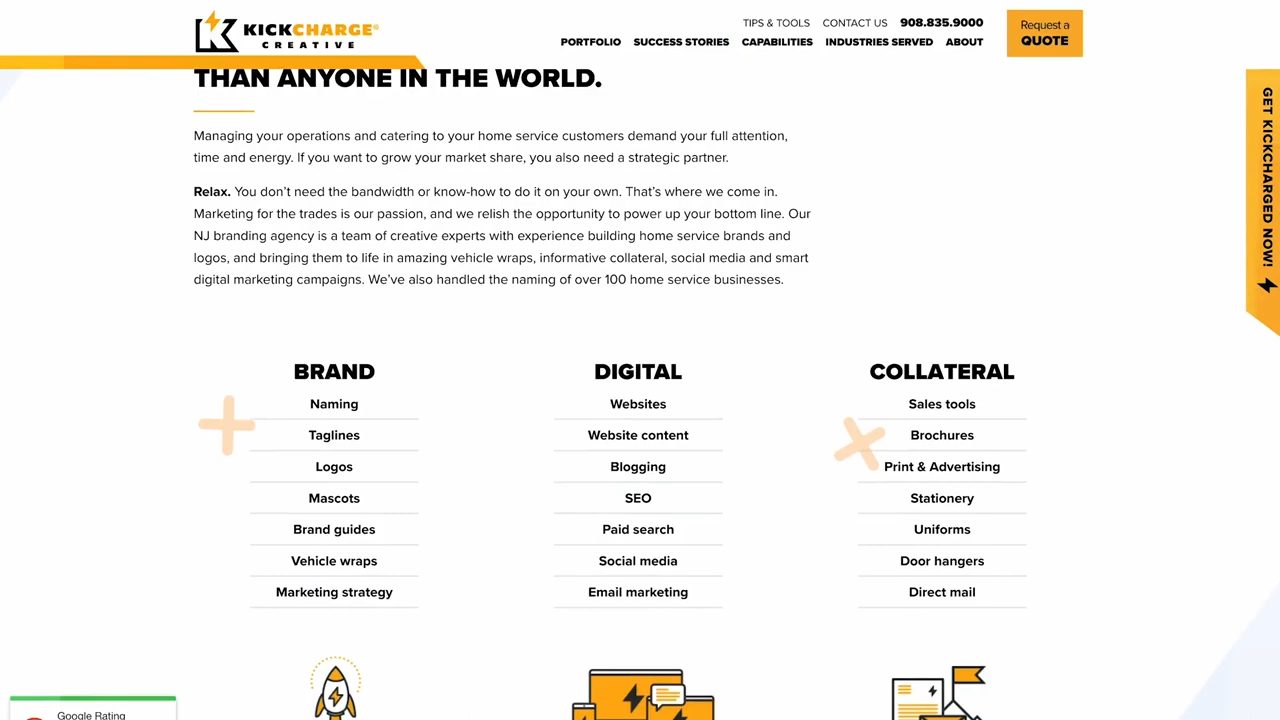 KICKCHARGE®
CREATIVE
TIPS & TOOLS CONTACT US 908.835.9000
PORTFOLIO SUCCESS STORIES CAPABILITIES INDUSTRIES SERVED ABOUT
Request a
QUOTE
THAN ANYONE IN THE WORLD.
Managing your operations and catering to your home service customers demand your full attention,
time and energy. If you want to grow your market share, you also need a strategic partner.
Relax. You don’t need the bandwidth or know-how to do it on your own. That’s where we come in.
Marketing for the trades is our passion, and we relish the opportunity to power up your bottom line. Our
NJ branding agency is a team of creative experts with experience building home service brands and
logos, and bringing them to life in amazing vehicle wraps, informative collateral, social media and smart
digital marketing campaigns. We’ve also handled the naming of over 100 home service businesses.
GET KICKCHARGED NOW!
BRAND
Naming
Taglines
Logos
Mascots
Brand guides
Vehicle wraps
Marketing strategy
DIGITAL
Websites
Website content
Blogging
SEO
Paid search
Social media
Email marketing
COLLATERAL
Sales tools
Brochures
Print & Advertising
Stationery
Uniforms
Door hangers
Direct mail
Google Rating